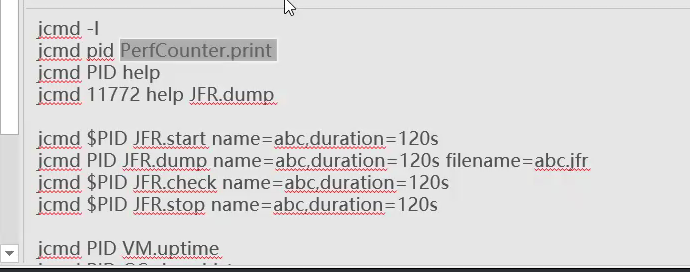 jcmd -l
jcmd pid PerfCounter.print
jcmd PID help
jcmd 11772 help JFR.dump
jcmd $PID JFR.start name=abc,duration=120s
jcmd PID JFR.dump name=abc,duration=120s filename=abc.jfr
jcmd $PID JFR.check name=abc,duration=120s
jcmd $PID JFR.stop name=abc,duration=120s
jcmd PID VM.uptime